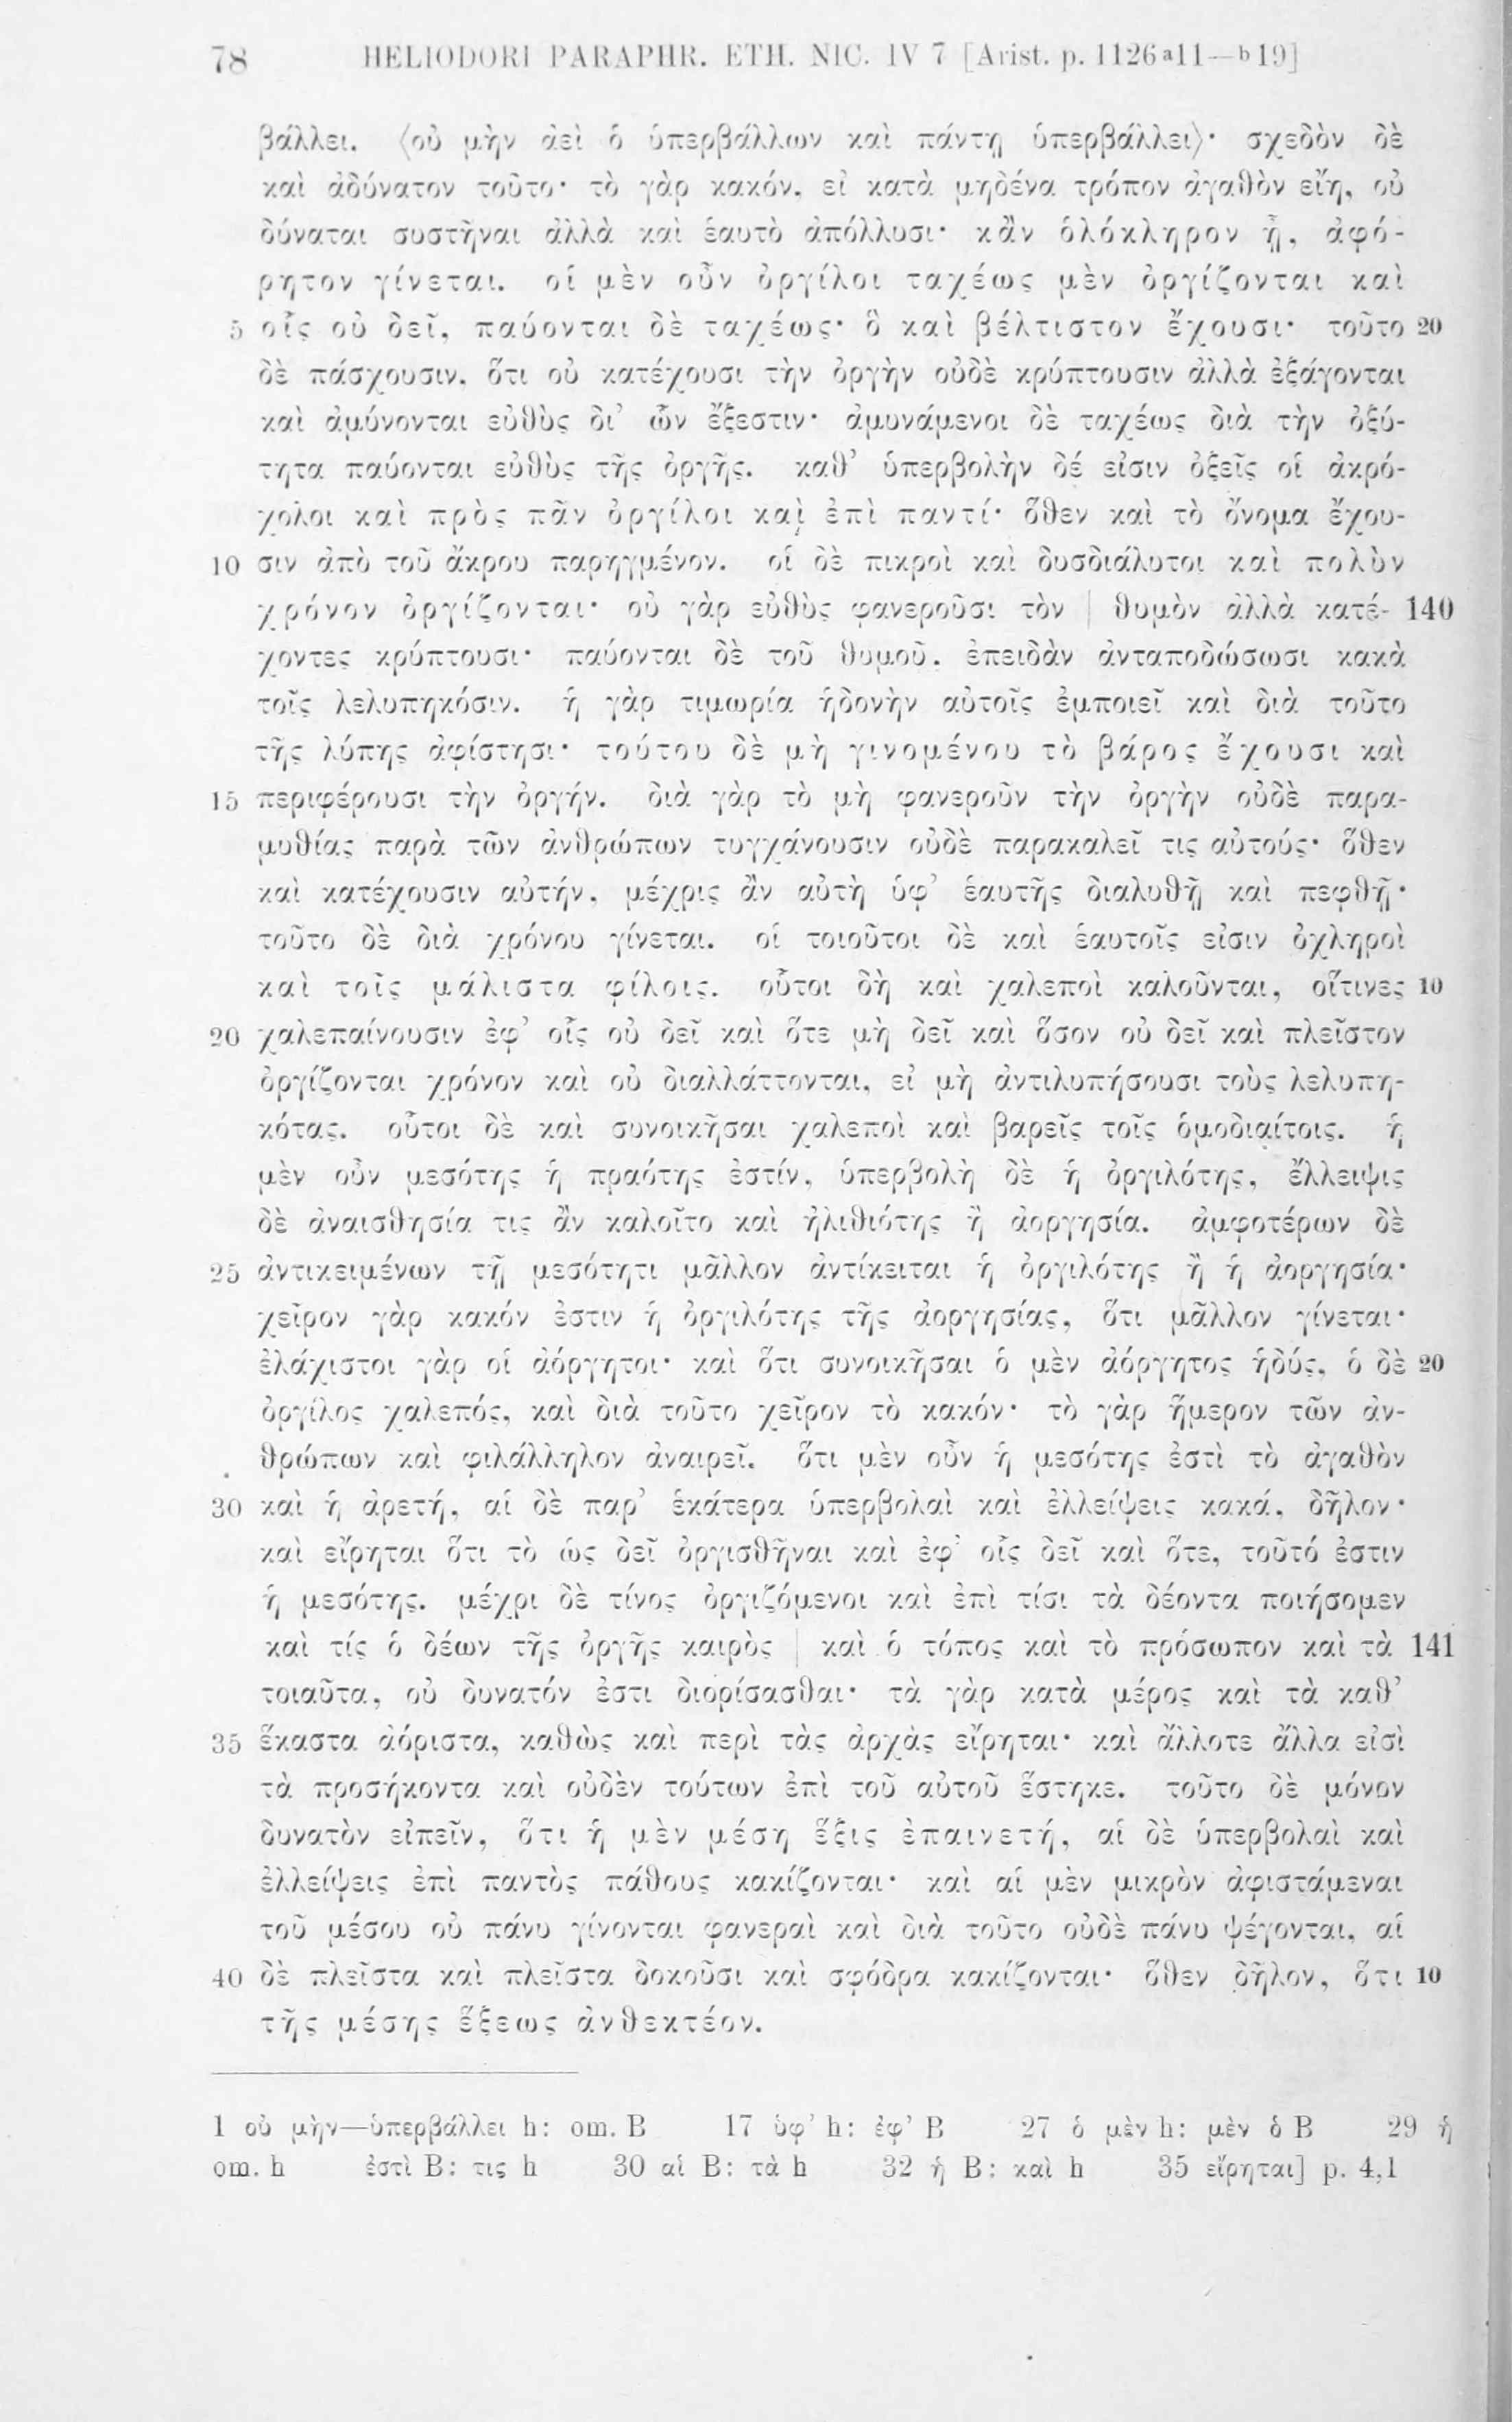 78 HELIODORI PARAPHR. ETH. NIC. IV 7 [Arist. p. 1126ᵃ11—ᵇ19]
βάλλει. ⟨οὐ μὴν ἀεὶ ὁ ὑπερβάλλων καὶ πάντῃ ὑπερβάλλει⟩· σχεδὸν δὲ
καὶ ἀδύνατον τοῦτο· τὸ γὰρ κακόν, εἰ κατὰ μηδένα τρόπον ἀγαθὸν εἴη, οὐ
δύναται συστῆναι ἀλλὰ καὶ ἑαυτὸ ἀπόλλυσι· κἂν ὁλόκληρον ᾖ, ἀφό-
ρητον γίνεται. οἱ μὲν οὖν ὀργίλοι ταχέως μὲν ὀργίζονται καὶ
5 οἷς οὐ δεῖ, παύονται δὲ ταχέως· ὃ καὶ βέλτιστον ἔχουσι· τοῦτο 20
δὲ πάσχουσιν, ὅτι οὐ κατέχουσι τὴν ὀργὴν οὐδὲ κρύπτουσιν ἀλλὰ ἐξάγονται
καὶ ἀμύνονται εὐθὺς δι’ ὧν ἔξεστιν· ἀμυνάμενοι δὲ ταχέως διὰ τὴν ὀξύ-
τητα παύονται εὐθὺς τῆς ὀργῆς. καθ’ ὑπερβολὴν δέ εἰσιν ὀξεῖς οἱ ἀκρό-
χολοι καὶ πρὸς πᾶν ὀργίλοι καὶ ἐπὶ παντί· ὅθεν καὶ τὸ ὄνομα ἔχου-
10 σιν ἀπὸ τοῦ ἄκρου παρηγμένον. οἱ δὲ πικροὶ καὶ δυσδιάλυτοι καὶ πολὺν
χρόνον ὀργίζονται· οὐ γὰρ εὐθὺς φανεροῦσι τὸν | θυμὸν ἀλλὰ κατέ- 140
χοντες κρύπτουσι· παύονται δὲ τοῦ θυμοῦ, ἐπειδὰν ἀνταποδώσωσι κακὰ
τοῖς λελυπηκόσιν. ἡ γὰρ τιμωρία ἡδονὴν αὐτοῖς ἐμποιεῖ καὶ διὰ τοῦτο
τῆς λύπης ἀφίστησι· τούτου δὲ μὴ γινομένου τὸ βάρος ἔχουσι καὶ
15 περιφέρουσι τὴν ὀργήν. διὰ γὰρ τὸ μὴ φανεροῦν τὴν ὀργὴν οὐδὲ παρα-
μυθίας παρὰ τῶν ἀνθρώπων τυγχάνουσιν οὐδὲ παρακαλεῖ τις αὐτούς· ὅθεν
καὶ κατέχουσιν αὐτήν, μέχρις ἂν αὐτὴ ὑφ’ ἑαυτῆς διαλυθῇ καὶ πεφθῇ·
τοῦτο δὲ διὰ χρόνου γίνεται. οἱ τοιοῦτοι δὲ καὶ ἑαυτοῖς εἰσιν ὀχληροὶ
καὶ τοῖς μάλιστα φίλοις. οὗτοι δὴ καὶ χαλεποὶ καλοῦνται, οἵτινες 10
20 χαλεπαίνουσιν ἐφ’ οἷς οὐ δεῖ καὶ ὅτε μὴ δεῖ καὶ ὅσον οὐ δεῖ καὶ πλεῖστον
ὀργίζονται χρόνον καὶ οὐ διαλλάττονται, εἰ μὴ ἀντιλυπήσουσι τοὺς λελυπη-
κότας. οὗτοι δὲ καὶ συνοικῆσαι χαλεποὶ καὶ βαρεῖς τοῖς ὁμοδιαίτοις. ἡ
μὲν οὖν μεσότης ἡ πραότης ἐστίν, ὑπερβολὴ δὲ ἡ ὀργιλότης, ἔλλειψις
δὲ ἀναισθησία τις ἂν καλοῖτο καὶ ἠλιθιότης ἢ ἀοργησία. ἀμφοτέρων δὲ
25 ἀντικειμένων τῇ μεσότητι μᾶλλον ἀντίκειται ἡ ὀργιλότης ἢ ἡ ἀοργησία·
χεῖρον γὰρ κακόν ἐστιν ἡ ὀργιλότης τῆς ἀοργησίας, ὅτι μᾶλλον γίνεται·
ἐλάχιστοι γὰρ οἱ ἀόργητοι· καὶ ὅτι συνοικῆσαι ὁ μὲν ἀόργητος ἡδύς, ὁ δὲ 20
ὀργίλος χαλεπός, καὶ διὰ τοῦτο χεῖρον τὸ κακόν· τὸ γὰρ ἥμερον τῶν ἀν-
θρώπων καὶ φιλάλληλον ἀναιρεῖ. ὅτι μὲν οὖν ἡ μεσότης ἐστὶ τὸ ἀγαθὸν
30 καὶ ἡ ἀρετή, αἱ δὲ παρ’ ἑκάτερα ὑπερβολαὶ καὶ ἐλλείψεις κακά, δῆλον·
καὶ εἴρηται ὅτι τὸ ὡς δεῖ ὀργισθῆναι καὶ ἐφ’ οἷς δεῖ καὶ ὅτε, τοῦτό ἐστιν
ἡ μεσότης. μέχρι δὲ τίνος ὀργιζόμενοι καὶ ἐπὶ τίσι τὰ δέοντα ποιήσομεν
καὶ τίς ὁ δέων τῆς ὀργῆς καιρὸς | καὶ ὁ τόπος καὶ τὸ πρόσωπον καὶ τὰ 141
τοιαῦτα, οὐ δυνατόν ἐστι διορίσασθαι· τὰ γὰρ κατὰ μέρος καὶ τὰ καθ’
35 ἕκαστα ἀόριστα, καθὼς καὶ περὶ τὰς ἀρχὰς εἴρηται· καὶ ἄλλοτε ἄλλα εἰσὶ
τὰ προσήκοντα καὶ οὐδὲν τούτων ἐπὶ τοῦ αὐτοῦ ἕστηκε. τοῦτο δὲ μόνον
δυνατὸν εἰπεῖν, ὅτι ἡ μὲν μέση ἕξις ἐπαινετή, αἱ δὲ ὑπερβολαὶ καὶ
ἐλλείψεις ἐπὶ παντὸς πάθους κακίζονται· καὶ αἱ μὲν μικρὸν ἀφιστάμεναι
τοῦ μέσου οὐ πάνυ γίνονται φανεραὶ καὶ διὰ τοῦτο οὐδὲ πάνυ ψέγονται, αἱ
40 δὲ πλεῖστα καὶ πλεῖστα δοκοῦσι καὶ σφόδρα κακίζονται· ὅθεν δῆλον, ὅτι 10
τῆς μέσης ἕξεως ἀνθεκτέον.
1 οὐ μὴν—ὑπερβάλλει h: om. B 17 ὑφ’ h: ἐφ’ B 27 ὁ μὲν h: μὲν ὁ B 29 ἡ
om. h ἐστὶ B: τις h 30 αἱ B: τὰ h 32 ἡ B: καὶ h 35 εἴρηται] p. 4,1